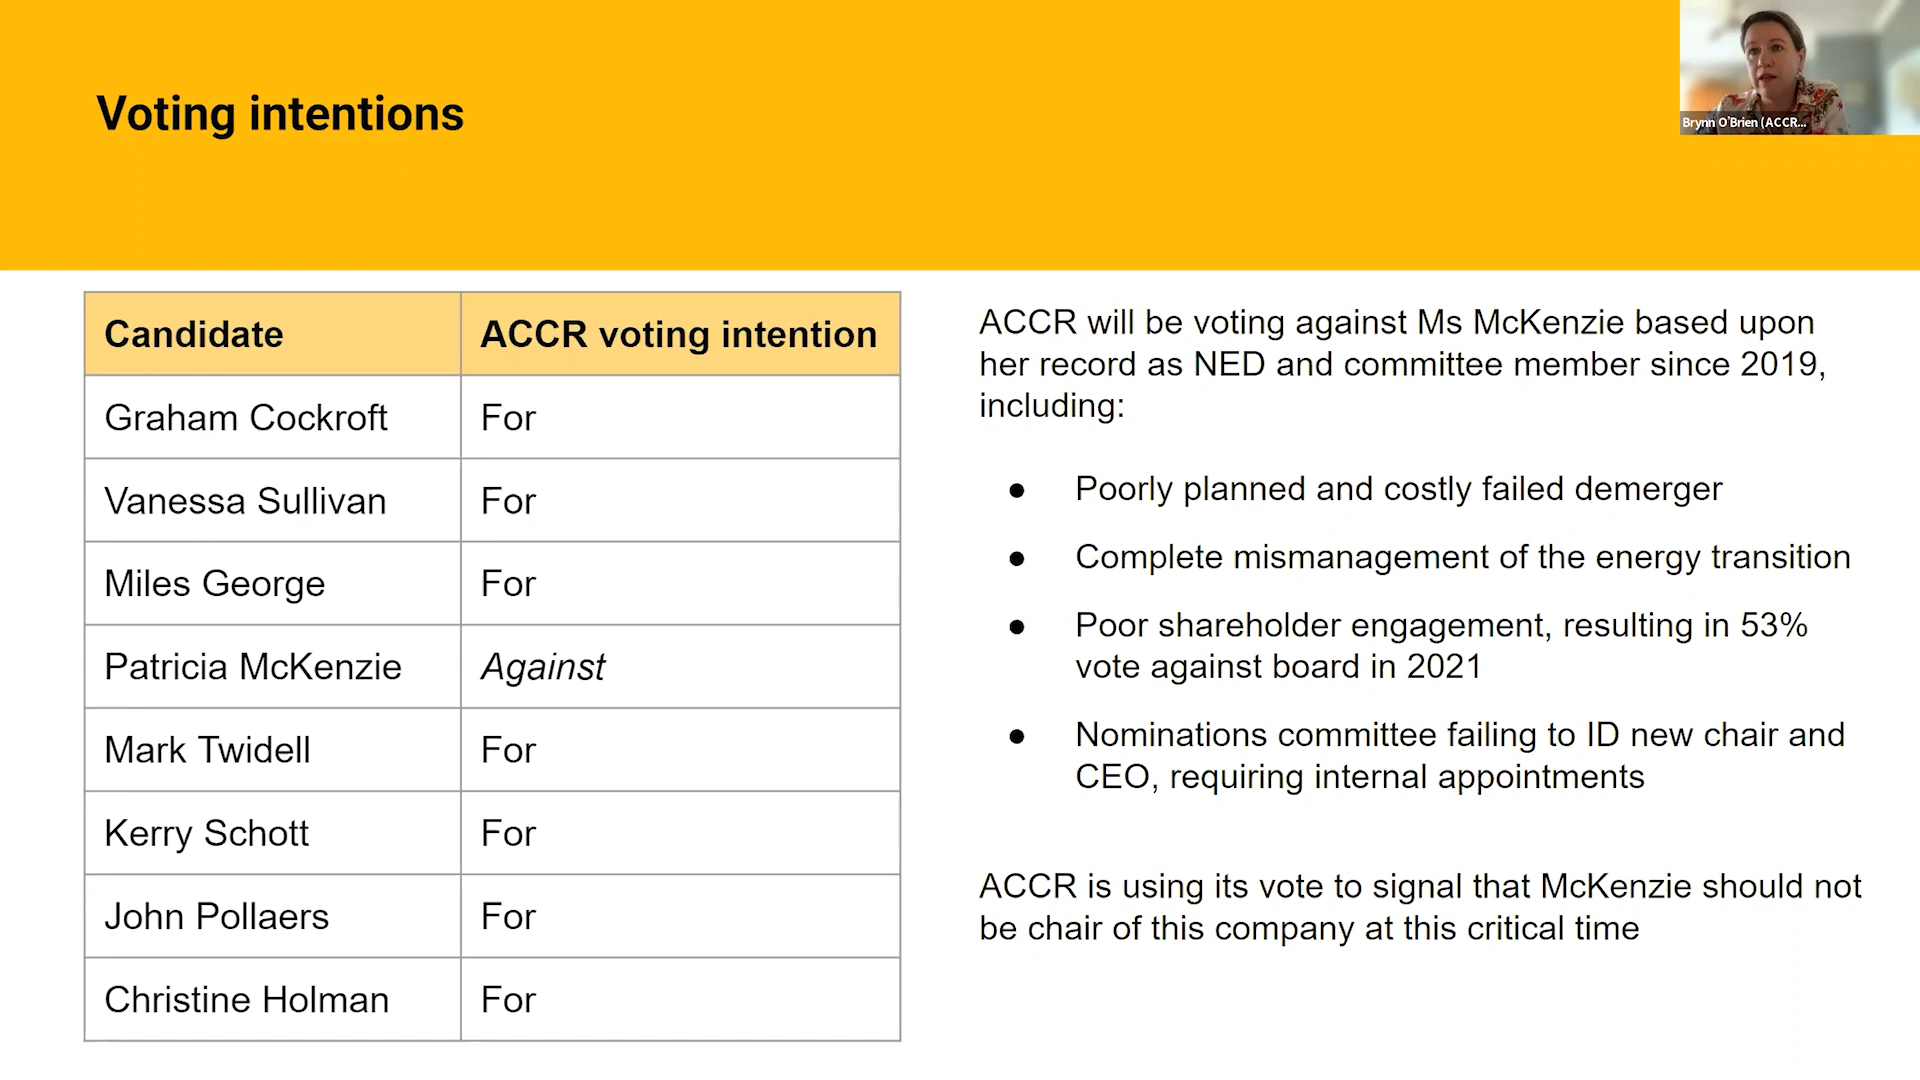 Voting intentions
Brynn O'Brien (ACCR...
Candidate ACCR voting intention
Graham Cockroft For
Vanessa Sullivan For
Miles George For
Patricia McKenzie Against
Mark Twidell For
Kerry Schott For
John Pollaers For
Christine Holman For
ACCR will be voting against Ms McKenzie based upon
her record as NED and committee member since 2019,
including:
● Poorly planned and costly failed demerger
● Complete mismanagement of the energy transition
● Poor shareholder engagement, resulting in 53%
vote against board in 2021
● Nominations committee failing to ID new chair and
CEO, requiring internal appointments
ACCR is using its vote to signal that McKenzie should not
be chair of this company at this critical time